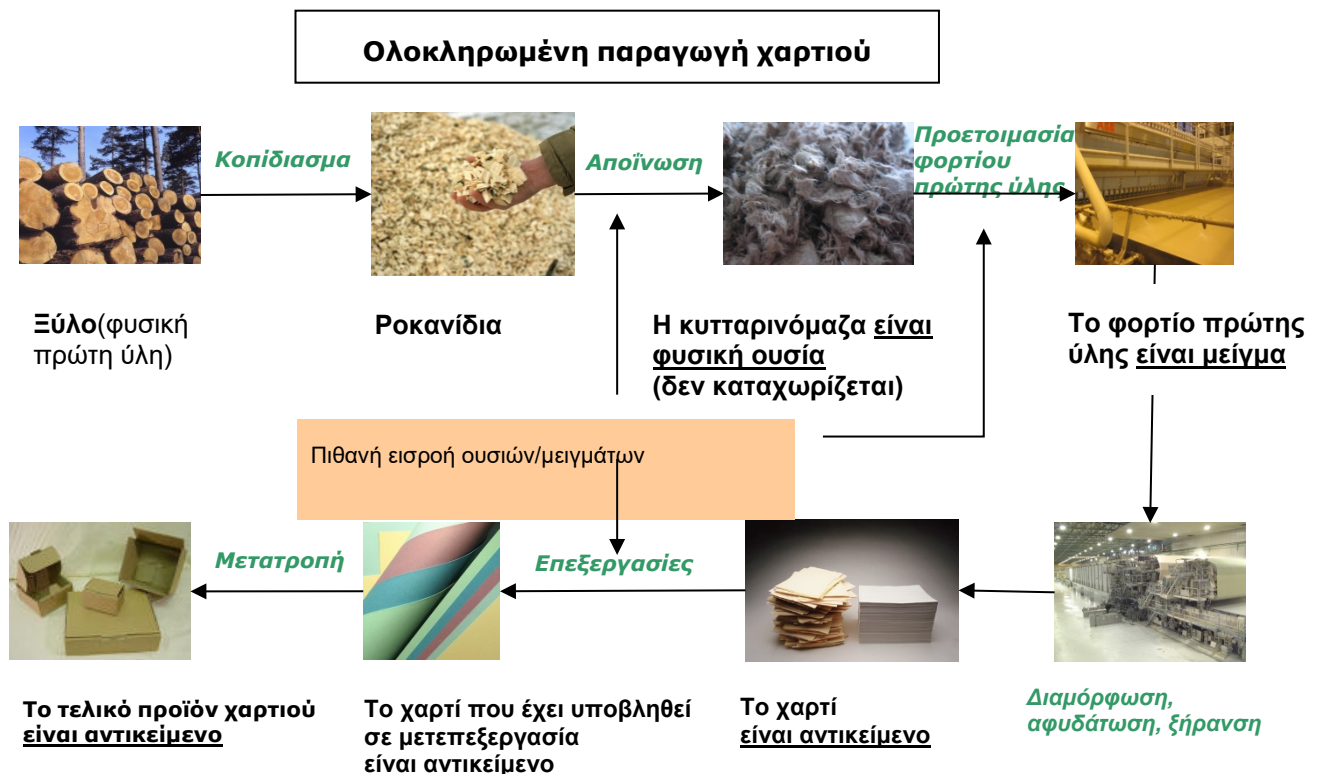 Ολοκληρωμένη παραγωγή χαρτιού
Κοπίδιασμα
Αποΐνωση
Προετοιμασία
φορτίου
πρώτης ύλης
Ξύλο(φυσική
πρώτη ύλη)
Ροκανίδια
Η κυτταρινόμαζα είναι
φυσική ουσία
(δεν καταχωρίζεται)
Το φορτίο πρώτης
ύλης είναι μείγμα
Πιθανή εισροή ουσιών/μειγμάτων
Μετατροπή
Επεξεργασίες
Το τελικό προϊόν χαρτιού
είναι αντικείμενο
Το χαρτί που έχει υποβληθεί
σε μετεπεξεργασία
είναι αντικείμενο
Το χαρτί
είναι αντικείμενο
Διαμόρφωση,
αφυδάτωση, ξήρανση